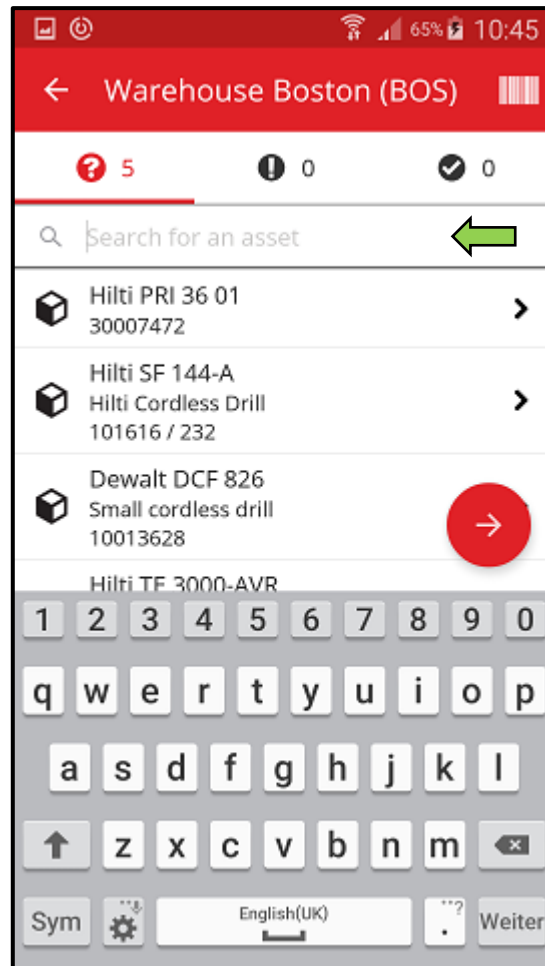 65% 10:45
Warehouse Boston (BOS)
5 0 0
Search for an asset
Hilti PRI 36 01
30007472
Hilti SF 144-A
Hilti Cordless Drill
101616 / 232
Dewalt DCF 826
Small cordless drill
10013628
Hilti TE 3000-AVR
1 2 3 4 5 6 7 8 9 0
q w e r t y u i o p
a s d f g h j k l
z x c v b n m
Sym English(UK) . ? Weiter